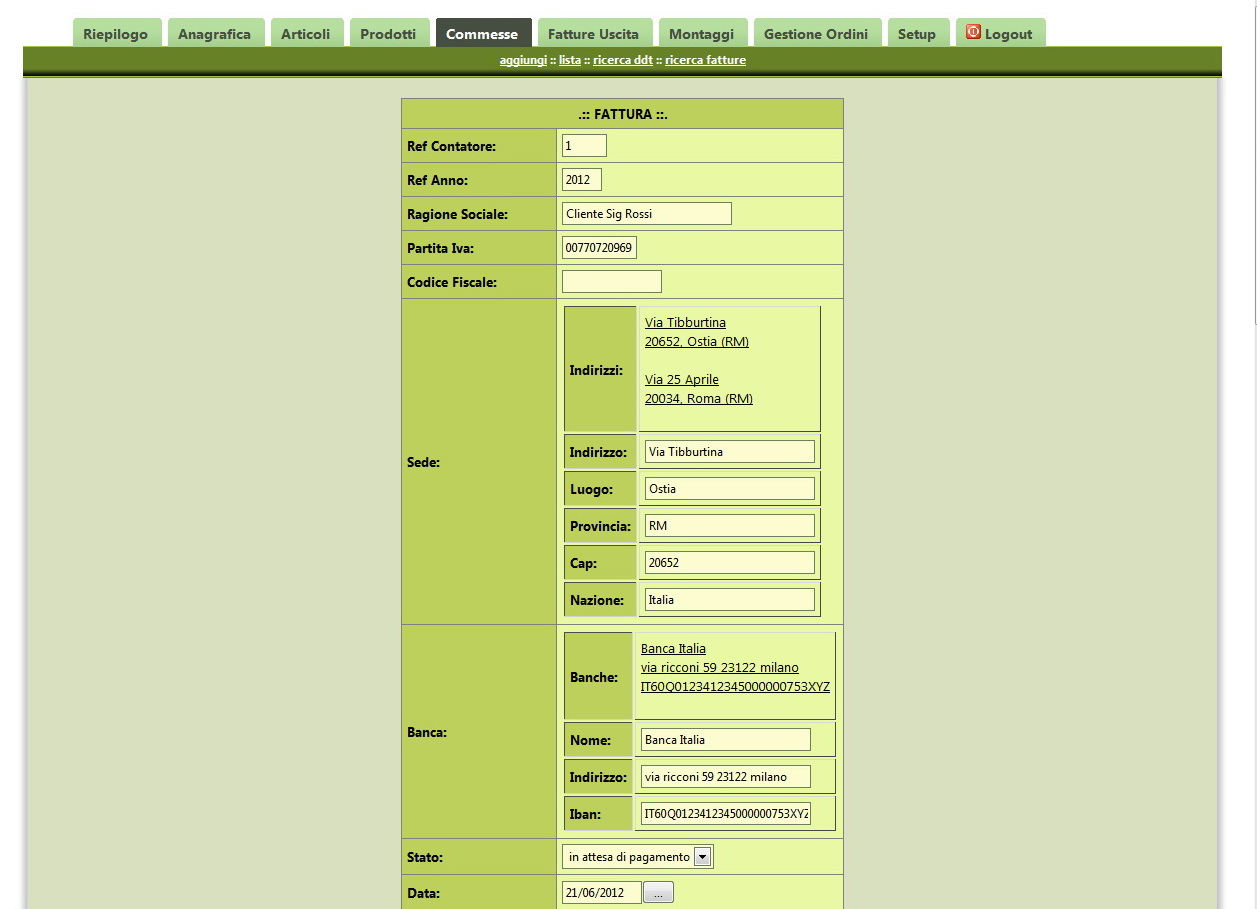 Riepilogo Anagrafica Articoli Prodotti Commesse Fatture Uscita Montaggi Gestione Ordini Setup Logout
aggiungi :: lista :: ricerca ddt :: ricerca fatture
.:: FATTURA ::.
Ref Contatore: 1
Ref Anno: 2012
Ragione Sociale: Cliente Sig Rossi
Partita Iva: 00770720969
Codice Fiscale:
Sede:
Indirizzi:
Via Tibburtina
20652, Ostia (RM)
Via 25 Aprile
20034, Roma (RM)
Indirizzo: Via Tibburtina
Luogo: Ostia
Provincia: RM
Cap: 20652
Nazione: Italia
Banca:
Banche:
Banca Italia
via ricconi 59 23122 milano
IT60Q0123412345000000753XYZ
Nome: Banca Italia
Indirizzo: via ricconi 59 23122 milano
Iban: IT60Q0123412345000000753XYZ
Stato: in attesa di pagamento
Data: 21/06/2012 ...